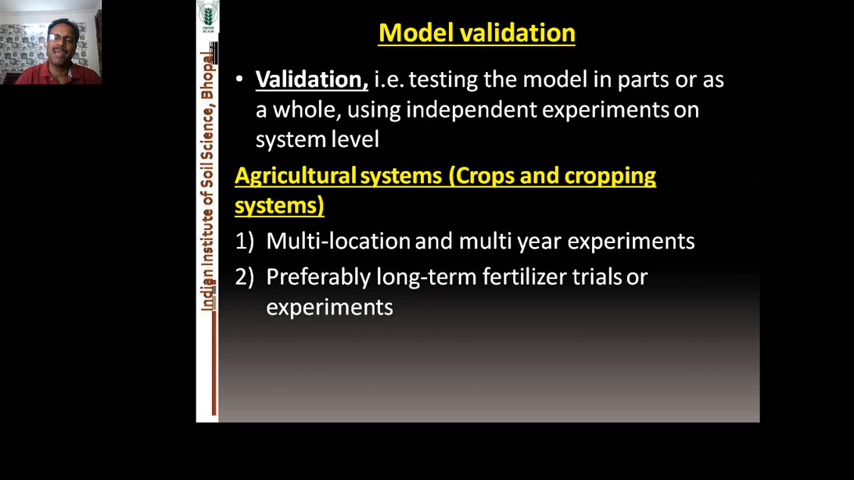 Model validation
• Validation, i.e. testing the model in parts or as
a whole, using independent experiments on
system level
Agricultural systems (Crops and cropping
systems)
1) Multi-location and multi year experiments
2) Preferably long-term fertilizer trials or
experiments
Indian Institute of Soil Science, Bhopal